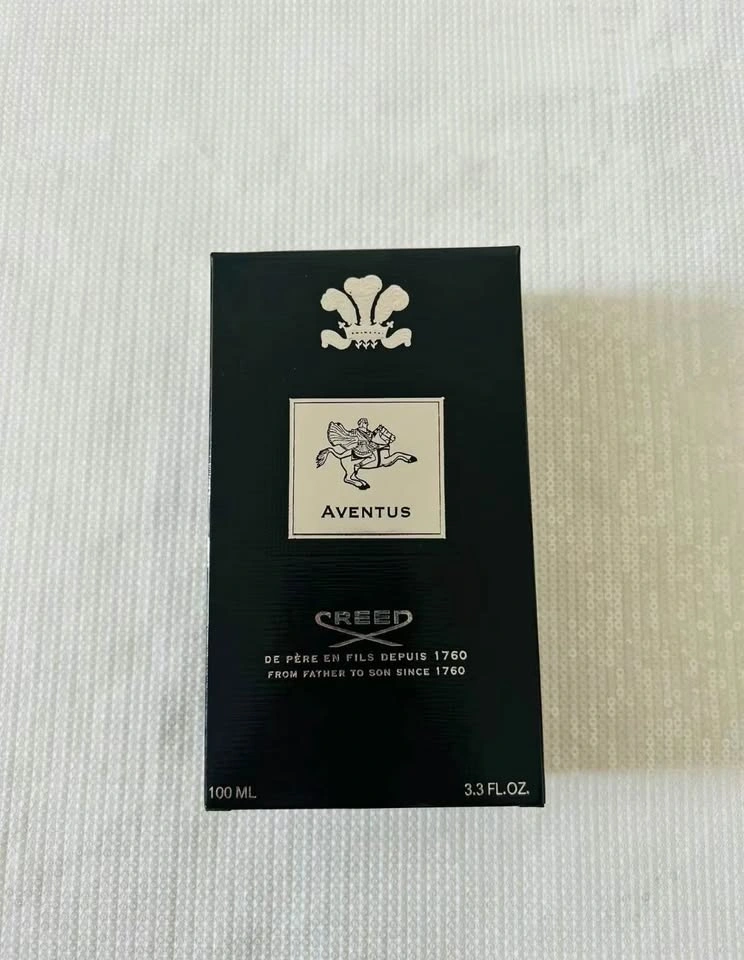 AVENTUS
CREED
DE PÈRE EN FILS DEPUIS 1760
FROM FATHER TO SON SINCE 1760
100 ML 3.3 FL.OZ.